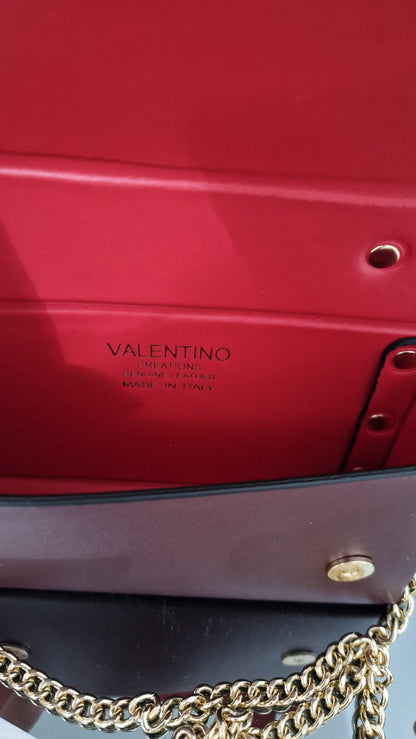 VALENTINO
CREATIONS
GENUINE LEATHER
MADE IN ITALY